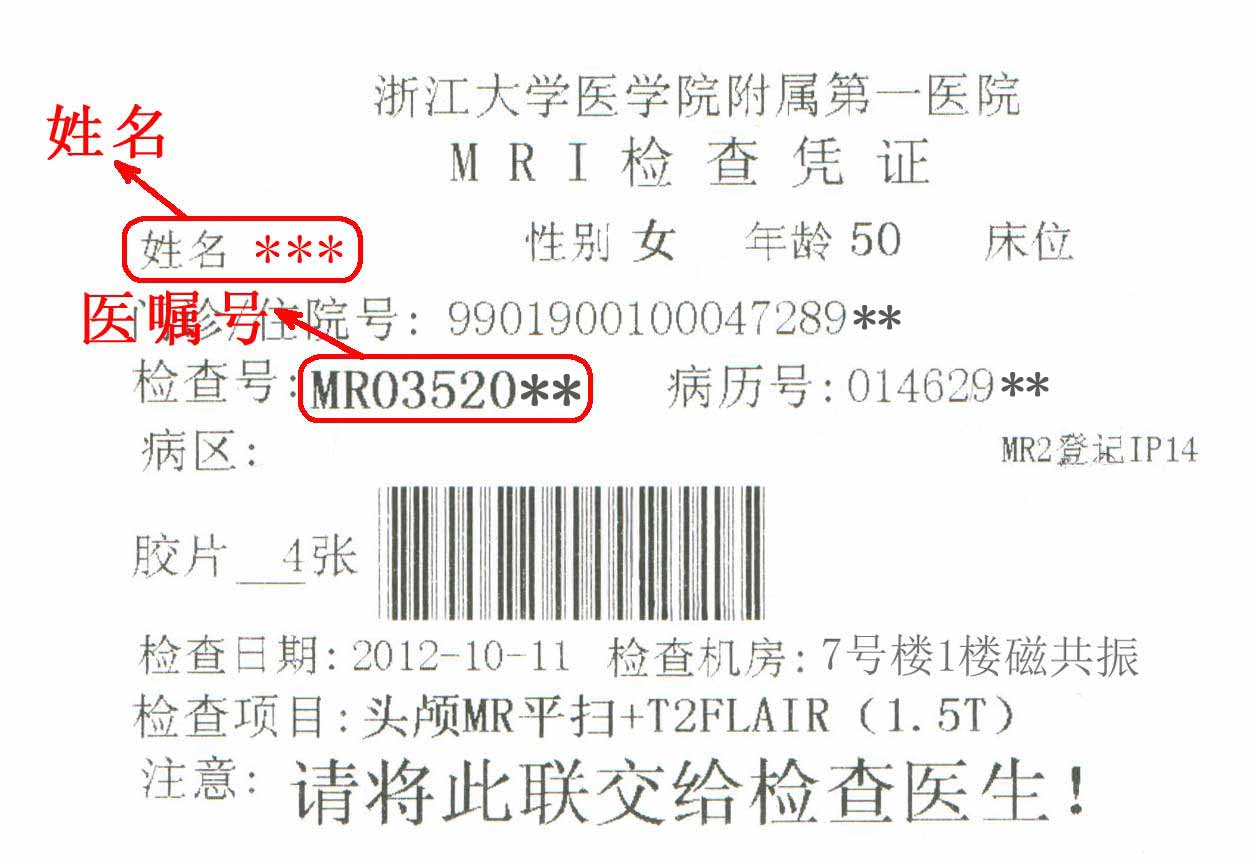 浙江大学医学院附属第一医院
MRI检查凭证
姓名
姓名 *** 性别 女 年龄 50 床位
医嘱号
门诊/住院号: 9901900100047289**
检查号: MR03520** 病历号: 014629**
病区:
MR2登记IP14
胶片 4张
检查日期: 2012-10-11 检查机房: 7号楼1楼磁共振
检查项目: 头颅MR平扫+T2FLAIR (1.5T)
注意: 请将此联交给检查医生!